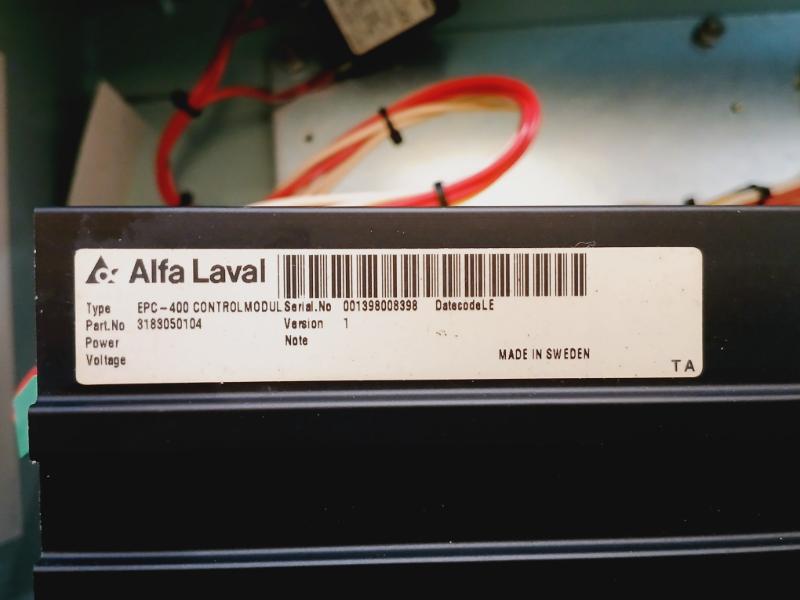 Alfa Laval
Type EPC-400 CONTROLMODUL Serial.No 001398008398 DatecodeLE
Part.No 3183050104 Version 1
Power Note
Voltage MADE IN SWEDEN
TA